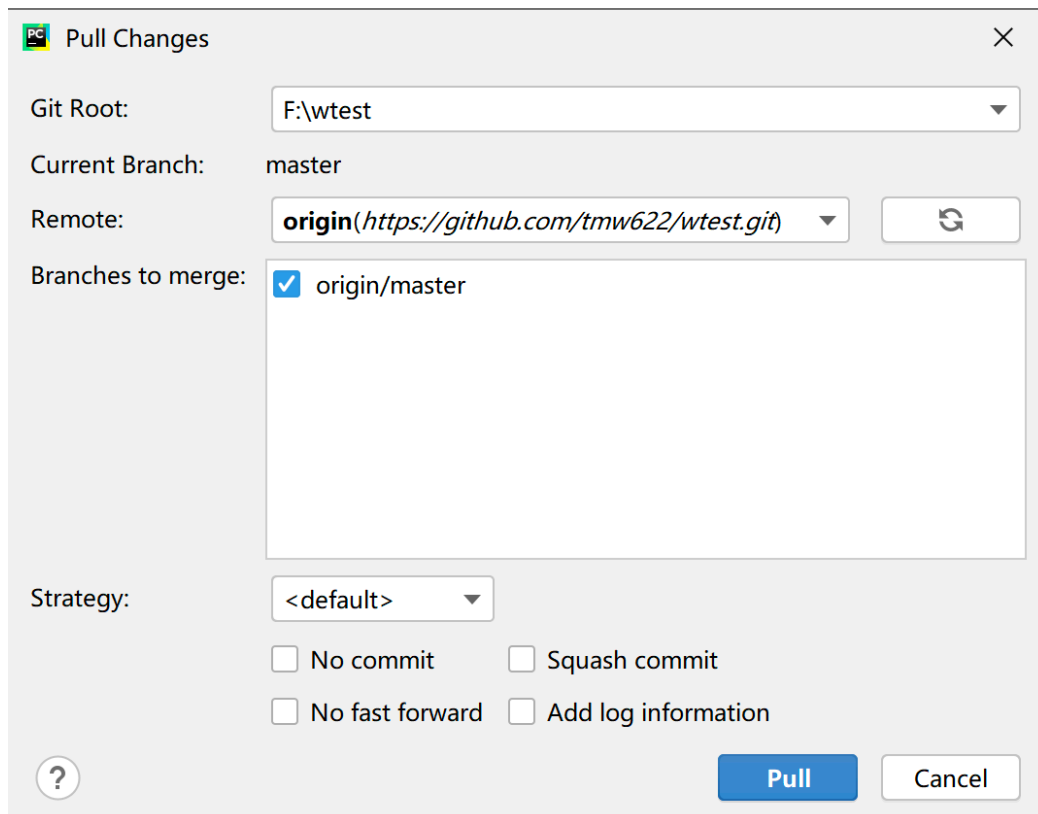 PC Pull Changes
Git Root: F:\wtest
Current Branch: master
Remote: origin(https://github.com/tmw622/wtest.git)
Branches to merge: origin/master
Strategy: <default>
No commit Squash commit
No fast forward Add log information
? Pull Cancel